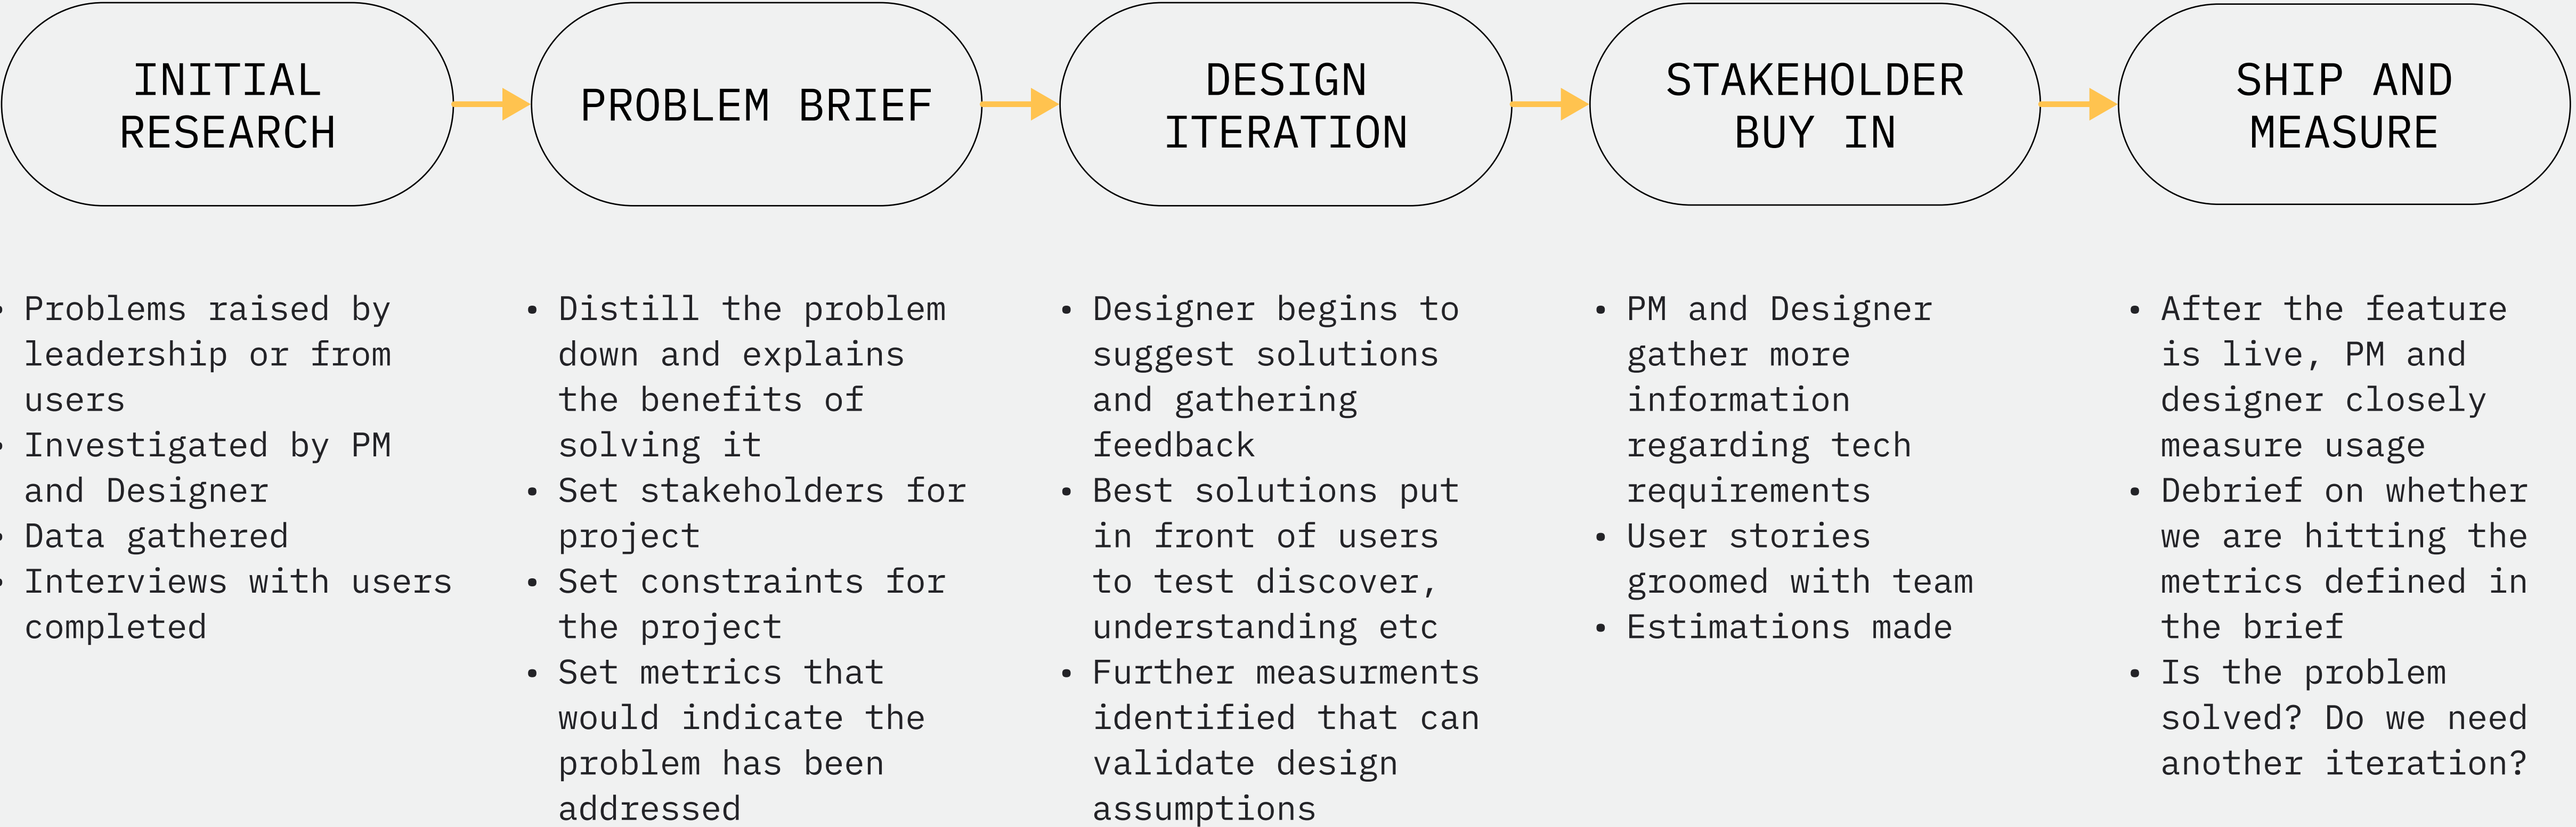 INITIAL
RESEARCH
PROBLEM BRIEF
DESIGN
ITERATION
STAKEHOLDER
BUY IN
SHIP AND
MEASURE
• Problems raised by
leadership or from
users
• Investigated by PM
and Designer
• Data gathered
• Interviews with users
completed
• Distill the problem
down and explains
the benefits of
solving it
• Set stakeholders for
project
• Set constraints for
the project
• Set metrics that
would indicate the
problem has been
addressed
• Designer begins to
suggest solutions
and gathering
feedback
• Best solutions put
in front of users
to test discover,
understanding etc
• Further measurments
identified that can
validate design
assumptions
• PM and Designer
gather more
information
regarding tech
requirements
• User stories
groomed with team
• Estimations made
• After the feature
is live, PM and
designer closely
measure usage
• Debrief on whether
we are hitting the
metrics defined in
the brief
• Is the problem
solved? Do we need
another iteration?